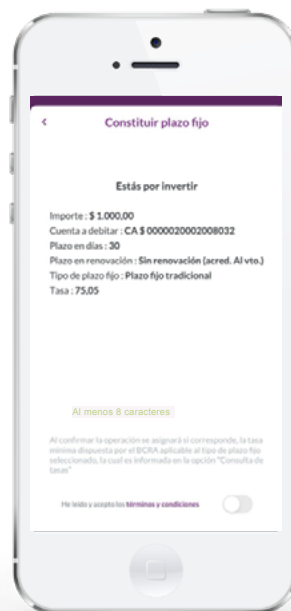 Constituir plazo fijo
Estás por invertir
Importe : $ 1.000,00
Cuenta a debitar : CA $ 0000020002008032
Plazo en días : 30
Plazo en renovación : Sin renovación (acred. Al vto.)
Tipo de plazo fijo : Plazo fijo tradicional
Tasa : 75,05
Al menos 8 caracteres
Al confirmar la operación se asignará si corresponde, la tasa
mínima dispuesta por el BCRA aplicable al tipo de plazo fijo
seleccionado, la cual es informada en la opción "Consulta de
tasas"
He leído y acepto los términos y condiciones